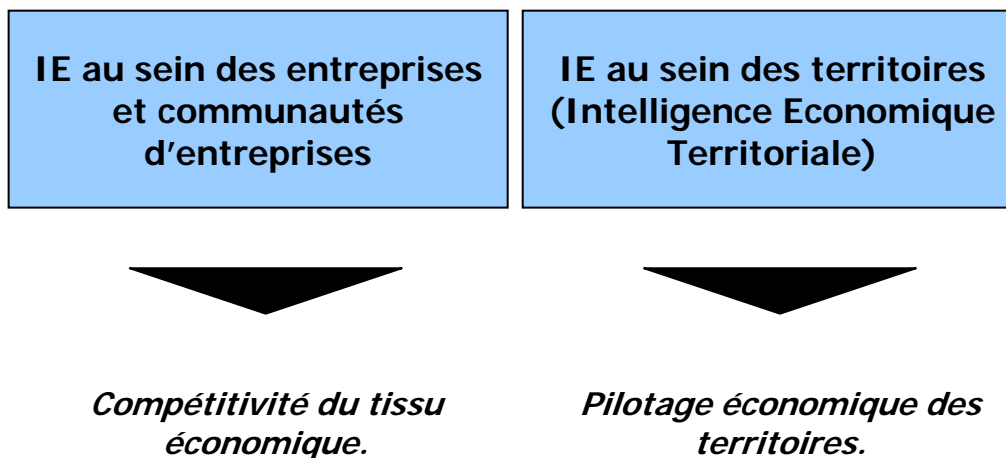 IE au sein des entreprises
et communautés
d'entreprises
IE au sein des territoires
(Intelligence Economique
Territoriale)
Compétitivité du tissu
économique.
Pilotage économique des
territoires.